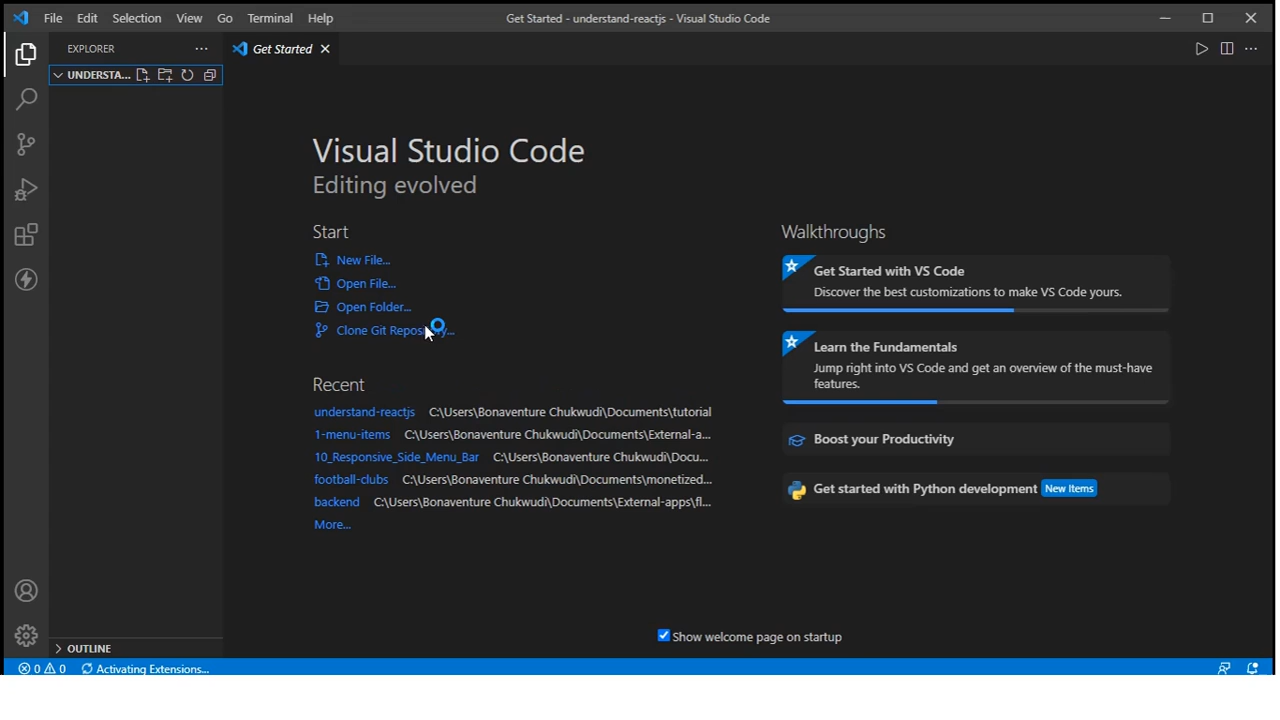 File Edit Selection View Go Terminal Help
Get Started - understand-reactjs - Visual Studio Code
EXPLORER
Get Started
UNDERSTA...
Visual Studio Code
Editing evolved
Start
New File...
Open File...
Open Folder...
Clone Git Repository...
Recent
understand-reactjs C:\Users\Bonaventure Chukwudi\Documents\tutorial
1-menu-items C:\Users\Bonaventure Chukwudi\Documents\External-a...
10_Responsive_Side_Menu_Bar C:\Users\Bonaventure Chukwudi\Docu...
football-clubs C:\Users\Bonaventure Chukwudi\Documents\monetized...
backend C:\Users\Bonaventure Chukwudi\Documents\External-apps\fl...
More...
Walkthroughs
Get Started with VS Code
Discover the best customizations to make VS Code yours.
Learn the Fundamentals
Jump right into VS Code and get an overview of the must-have
features.
Boost your Productivity
Get started with Python development New Items
Show welcome page on startup
OUTLINE
0 0 Activating Extensions...